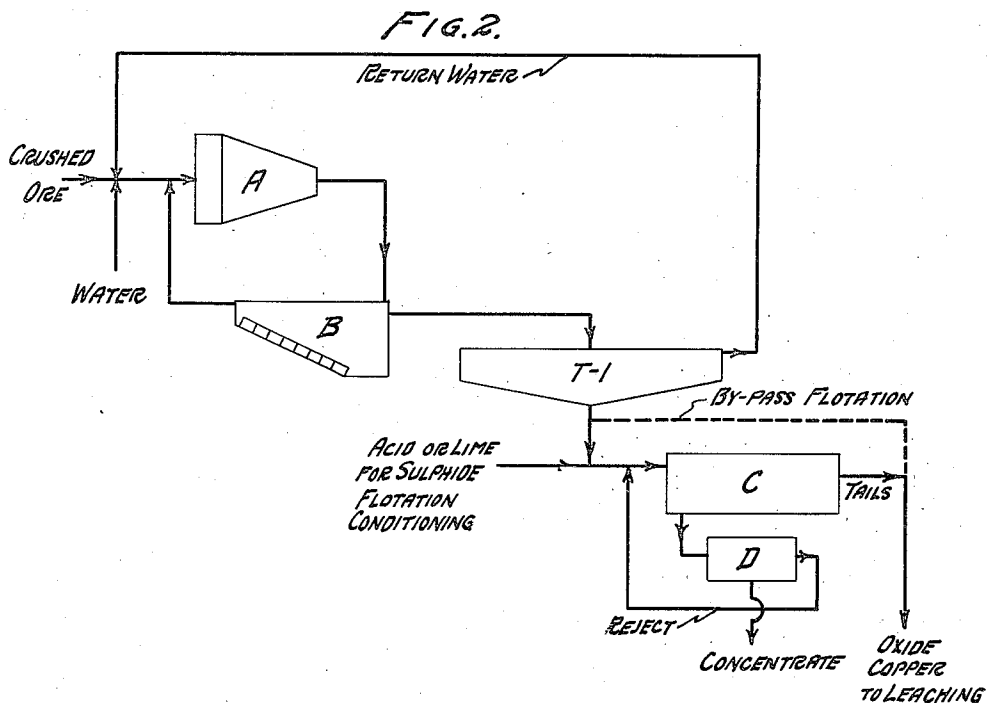 FIG.2.
RETURN WATER
CRUSHED
ORE
A
WATER
B
T-1
BY-PASS FLOTATION
ACID OR LIME
FOR SULPHIDE
FLOTATION
CONDITIONING
C
TAILS
D
REJECT
CONCENTRATE
OXIDE
COPPER
TO LEACHING